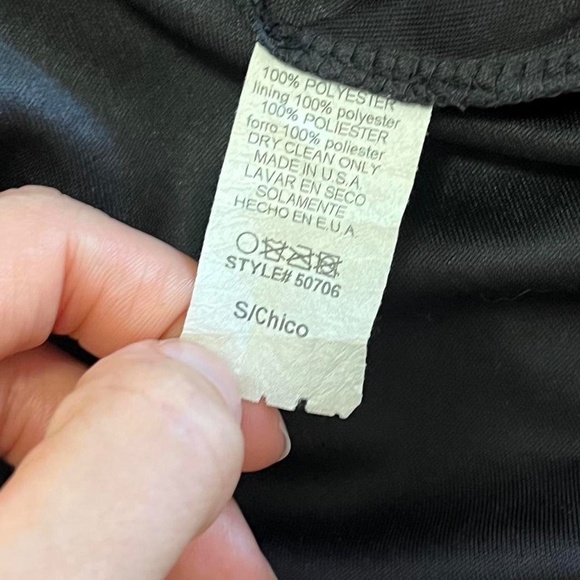 100% POLYESTER
lining 100% polyester
100% POLIESTER
forro 100% poliester
DRY CLEAN ONLY
MADE IN U.S.A.
LAVAR EN SECO
SOLAMENTE
HECHO EN E.U.A.
STYLE# 50706
S/Chico